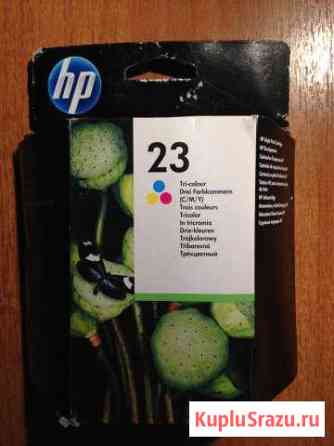 hp
23
Tri-colour
Drei Farbkammern
(C/M/Y)
Trois couleurs
Tricolor
In tricromia
Drie-kleuren
Trójkolorowy
Tribarevná
Трехцветный
KupluSrazu.ru